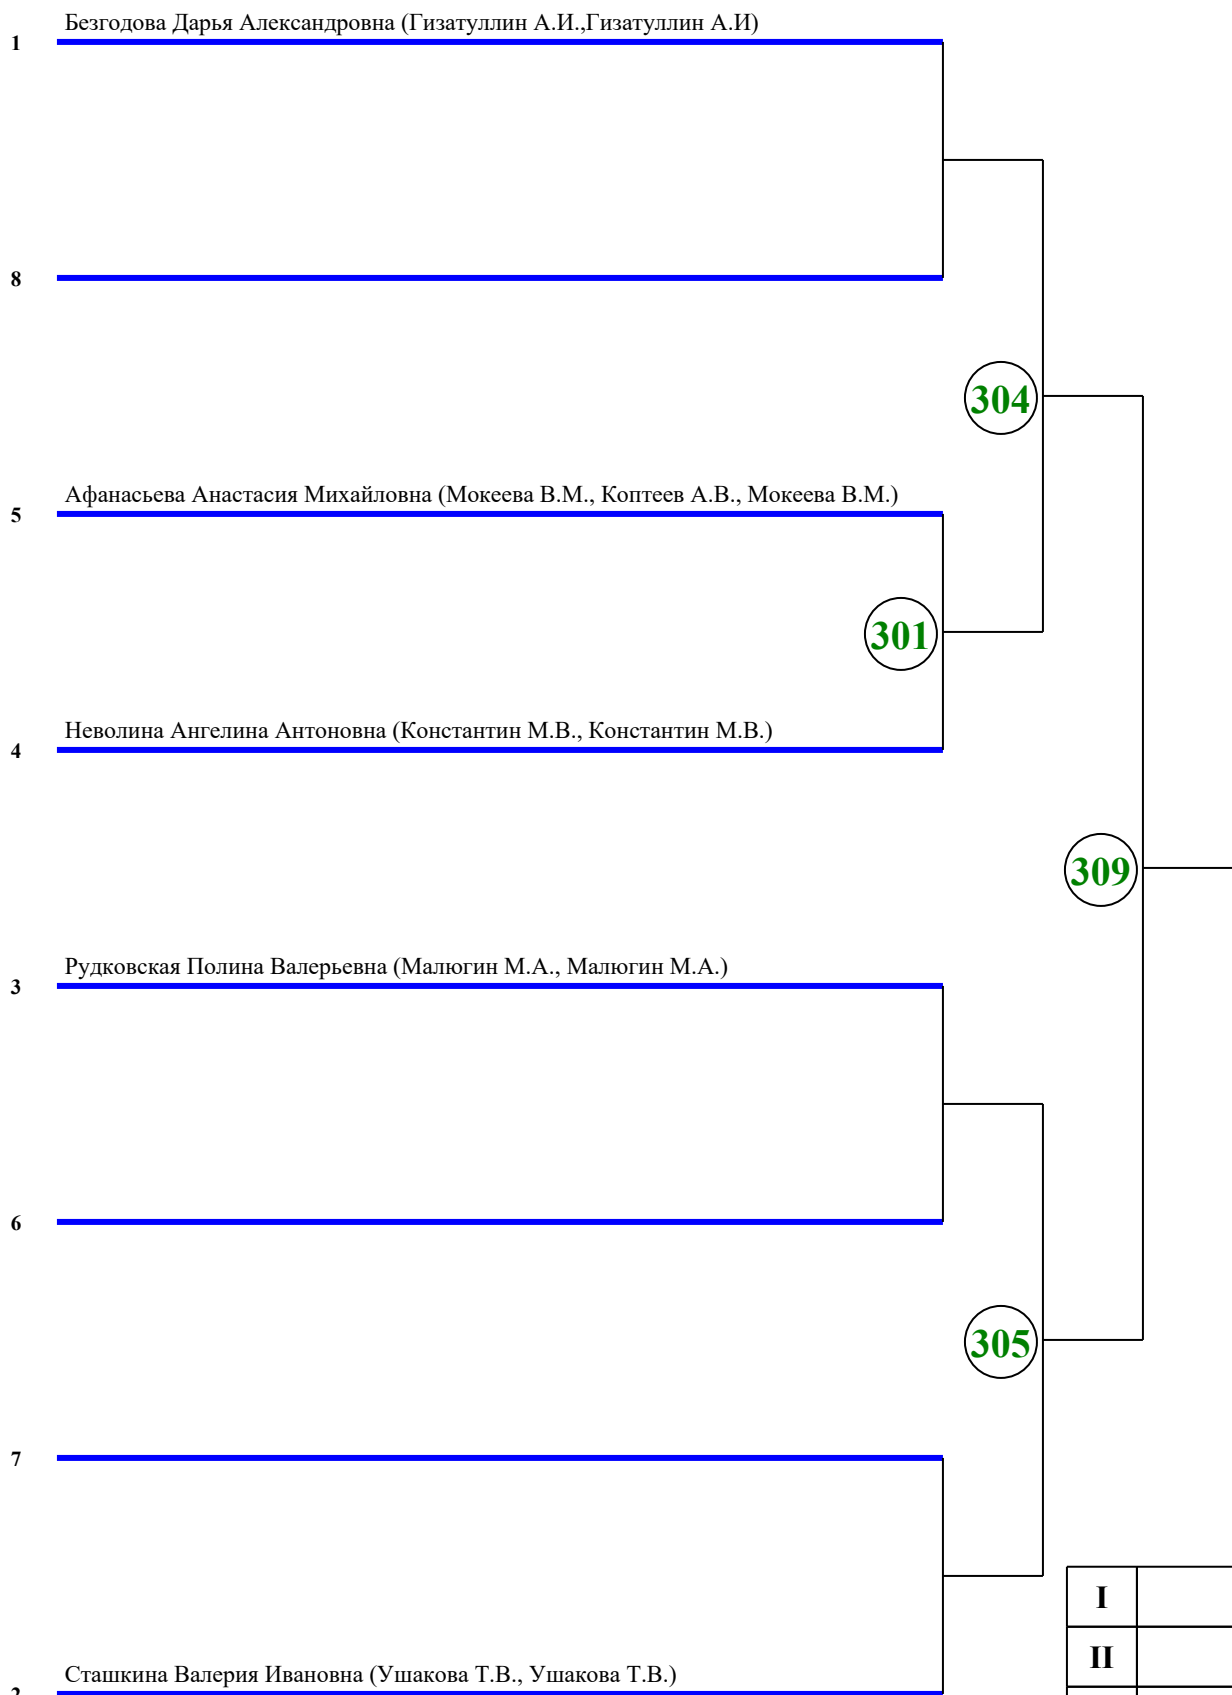 Безгодова Дарья Александровна (Гизатуллин А.И.,Гизатуллин А.И)
1
8
304
Афанасьева Анастасия Михайловна (Мокеева В.М., Коптеев А.В., Мокеева В.М.)
5
301
Неволина Ангелина Антоновна (Константин М.В., Константин М.В.)
4
309
Рудковская Полина Валерьевна (Малюгин М.А., Малюгин М.А.)
3
6
305
7
I
II
Сташкина Валерия Ивановна (Ушакова Т.В., Ушакова Т.В.)
2